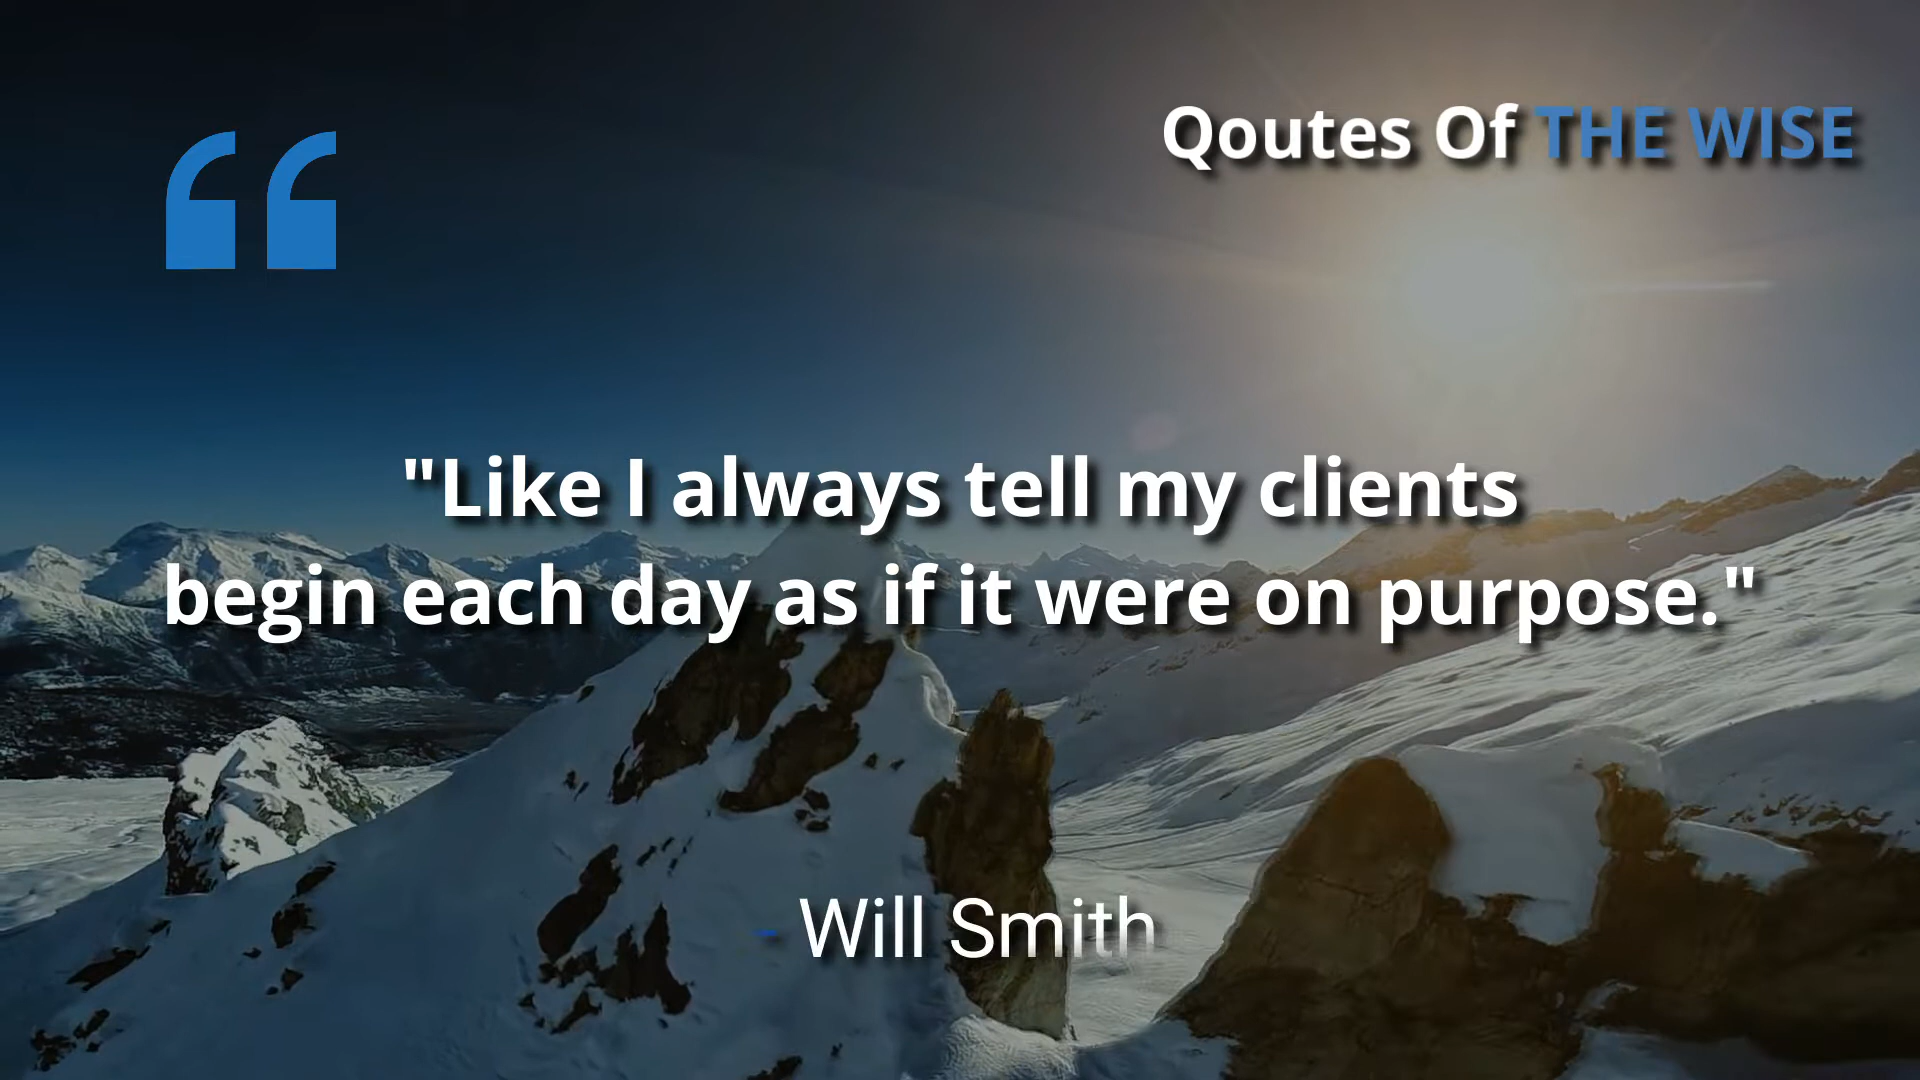 Qoutes Of THE WISE
"Like I always tell my clients
begin each day as if it were on purpose."
- Will Smith